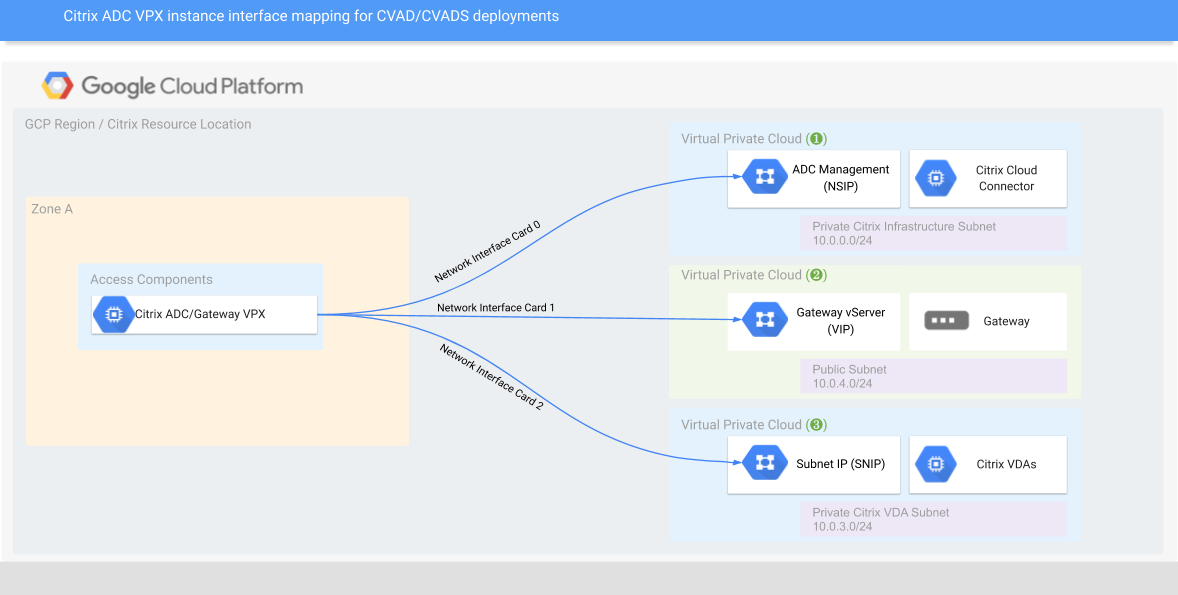 Citrix ADC VPX instance interface mapping for CVAD/CVADS deployments
Google Cloud Platform
GCP Region / Citrix Resource Location
Zone A
Access Components
Citrix ADC/Gateway VPX
Network Interface Card 0
Network Interface Card 1
Network Interface Card 2
Virtual Private Cloud (❶)
ADC Management
(NSIP)
Citrix Cloud
Connector
Private Citrix Infrastructure Subnet
10.0.0.0/24
Virtual Private Cloud (❷)
Gateway vServer
(VIP)
Gateway
Public Subnet
10.0.4.0/24
Virtual Private Cloud (❸)
Subnet IP (SNIP)
Citrix VDAs
Private Citrix VDA Subnet
10.0.3.0/24